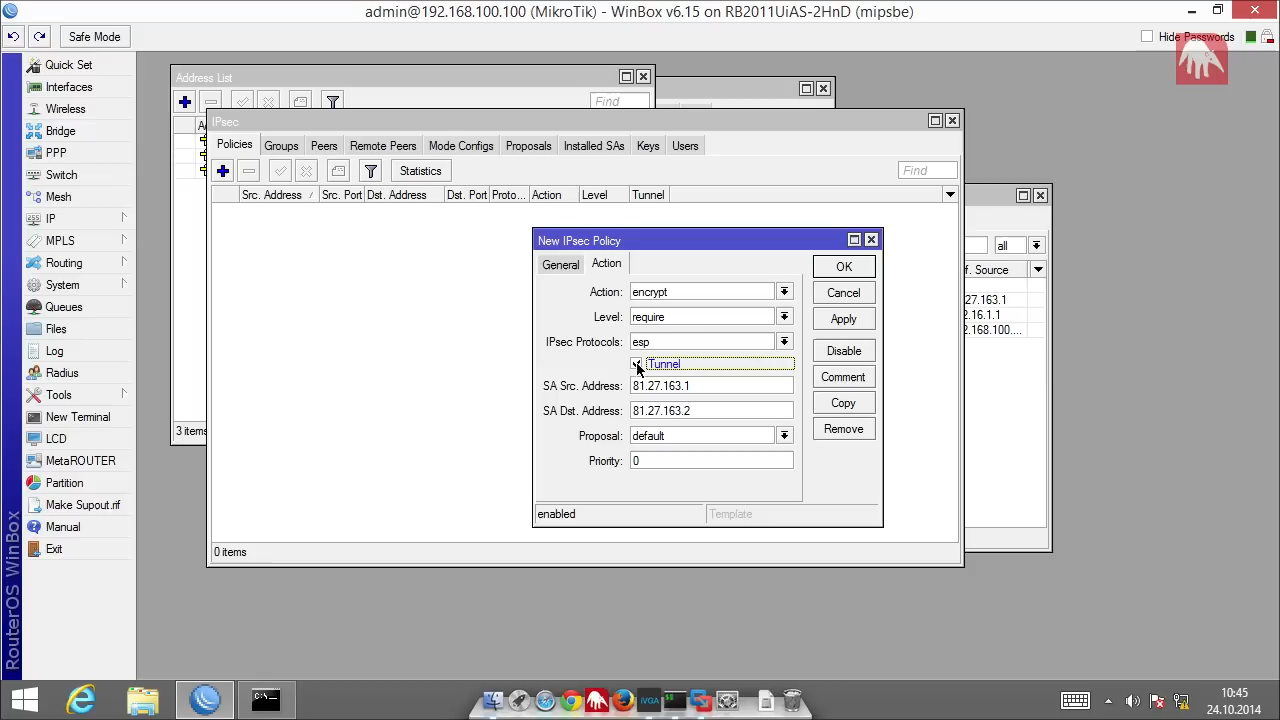 admin@192.168.100.100 (MikroTik) - WinBox v6.15 on RB2011UiAS-2HnD (mipsbe)
Safe Mode
Hide Passwords
Quick Set
Interfaces
Wireless
Bridge
PPP
Switch
Mesh
IP
MPLS
Routing
System
Queues
Files
Log
Radius
Tools
New Terminal
LCD
MetaROUTER
Partition
Make Supout.rif
Manual
Exit
RouterOS WinBox
Address List
Find
3 items
IPsec
Policies Groups Peers Remote Peers Mode Configs Proposals Installed SAs Keys Users
Statistics
Find
Src. Address / Src. Port Dst. Address Dst. Port Proto... Action Level Tunnel
0 items
all
f. Source
27.163.1
2.16.1.1
2.168.100....
New IPsec Policy
General Action
Action: encrypt
Level: require
IPsec Protocols: esp
Tunnel
SA Src. Address: 81.27.163.1
SA Dst. Address: 81.27.163.2
Proposal: default
Priority: 0
enabled
Template
OK
Cancel
Apply
Disable
Comment
Copy
Remove
IVGA
10:45
24.10.2014